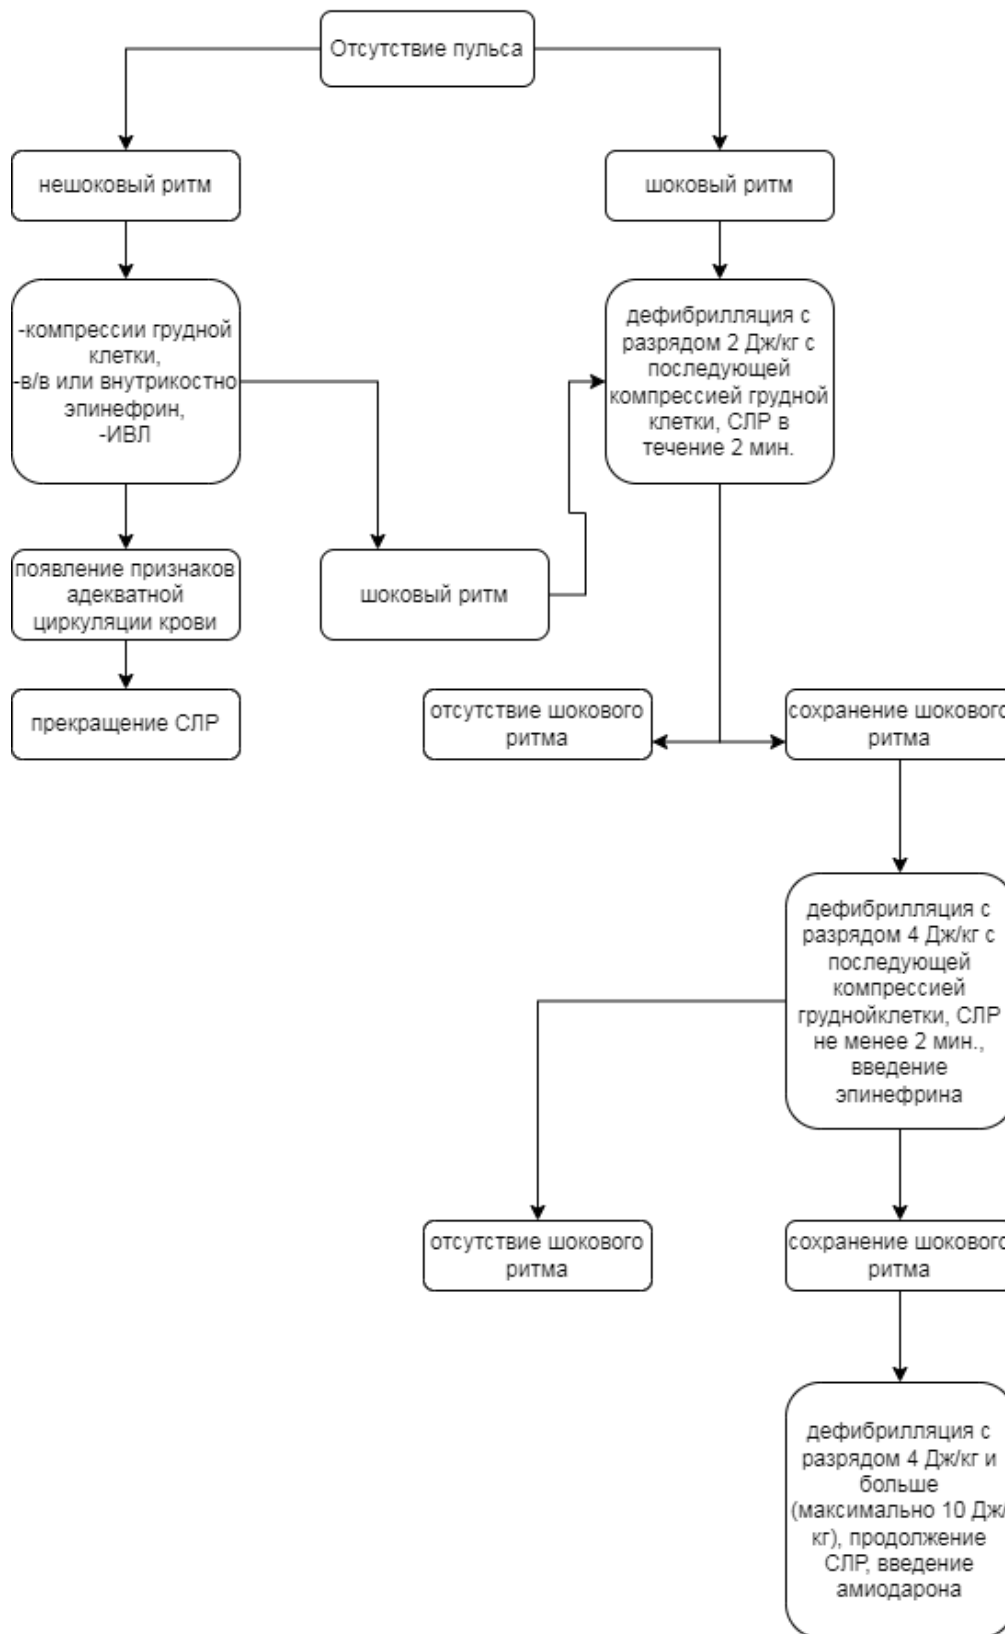 Отсутствие пульса
нешоковый ритм
шоковый ритм
-компрессии грудной
клетки,
-в/в или внутрикостно
эпинефрин,
-ИВЛ
дефибрилляция с
разрядом 2 Дж/кг с
последующей
компрессией грудной
клетки, СЛР в
течение 2 мин.
появление признаков
адекватной
циркуляции крови
шоковый ритм
прекращение СЛР
отсутствие шокового
ритма
сохранение шокового
ритма
дефибрилляция с
разрядом 4 Дж/кг с
последующей
компрессией
груднойклетки, СЛР
не менее 2 мин.,
введение
эпинефрина
отсутствие шокового
ритма
сохранение шокового
ритма
дефибрилляция с
разрядом 4 Дж/кг и
больше
(максимально 10 Дж/
кг), продолжение
СЛР, введение
амиодарона